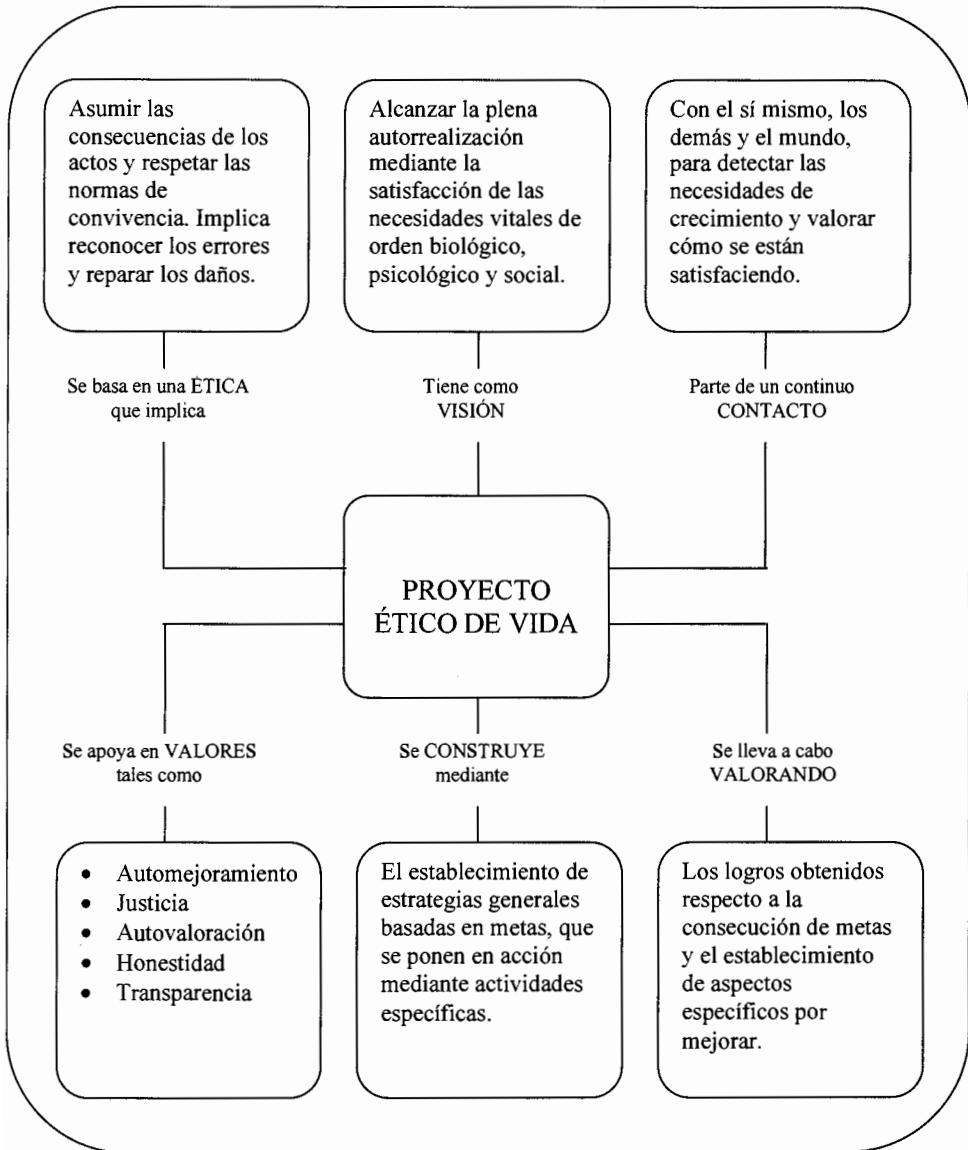 Asumir las
consecuencias de los
actos y respetar las
normas de
convivencia. Implica
reconocer los errores
y reparar los daños.
Alcanzar la plena
autorrealización
mediante la
satisfacción de las
necesidades vitales de
orden biológico,
psicológico y social.
Con el sí mismo, los
demás y el mundo,
para detectar las
necesidades de
crecimiento y valorar
cómo se están
satisfaciendo.
Se basa en una ÉTICA
que implica
Tiene como
VISIÓN
Parte de un continuo
CONTACTO
PROYECTO
ÉTICO DE VIDA
Se apoya en VALORES
tales como
Se CONSTRUYE
mediante
Se lleva a cabo
VALORANDO
• Automejoramiento
• Justicia
• Autovaloración
• Honestidad
• Transparencia
El establecimiento de
estrategias generales
basadas en metas, que
se ponen en acción
mediante actividades
específicas.
Los logros obtenidos
respecto a la
consecución de metas
y el establecimiento
de aspectos
específicos por
mejorar.